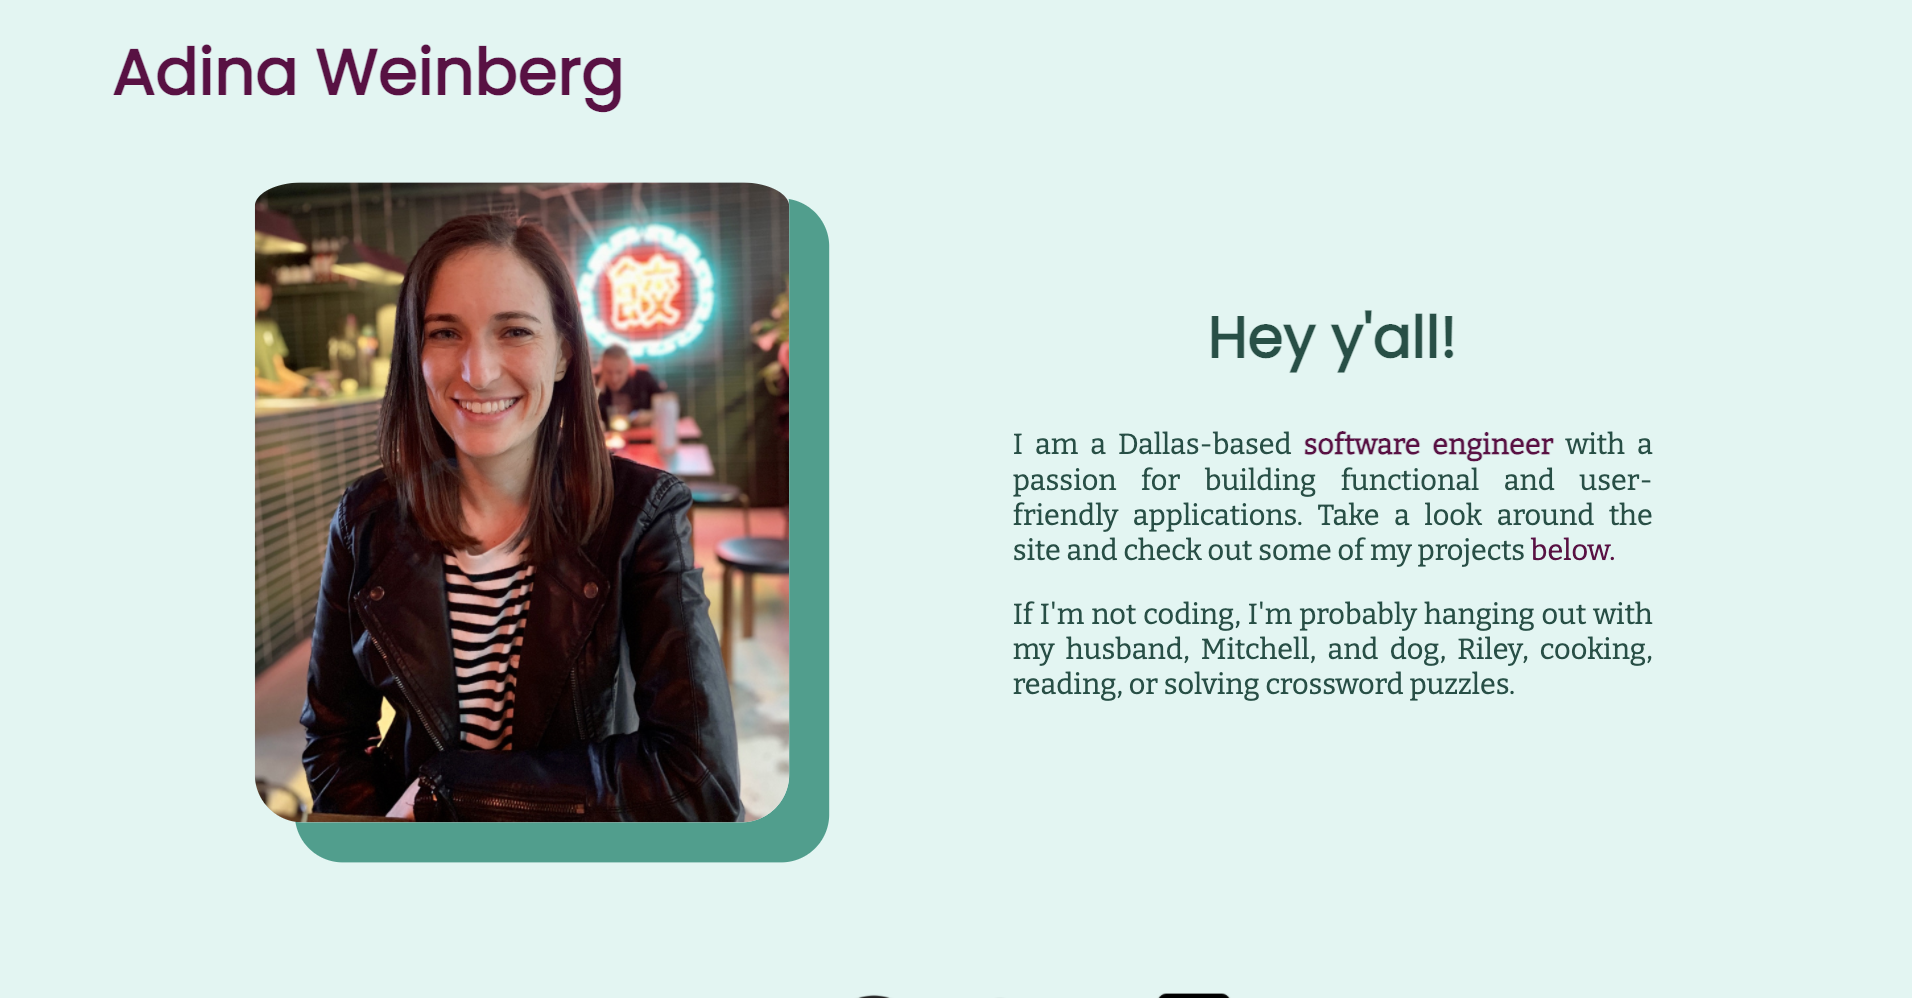 Adina Weinberg
餃
Hey y'all!
I am a Dallas-based software engineer with a
passion for building functional and user-
friendly applications. Take a look around the
site and check out some of my projects below.
If I'm not coding, I'm probably hanging out with
my husband, Mitchell, and dog, Riley, cooking,
reading, or solving crossword puzzles.